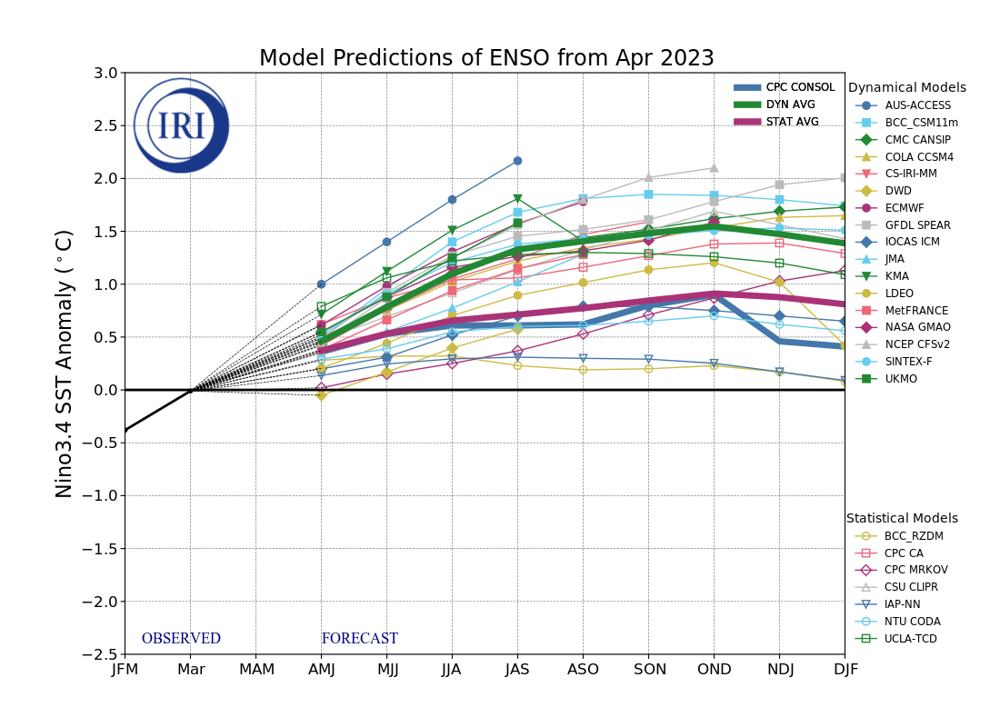 Model Predictions of ENSO from Apr 2023
3.0
2.5
2.0
1.5
1.0
0.5
0.0
−0.5
−1.0
−1.5
−2.0
−2.5
Nino3.4 SST Anomaly (°C)
IRI
CPC CONSOL
DYN AVG
STAT AVG
OBSERVED
FORECAST
JFM Mar MAM AMJ MJJ JJA JAS ASO SON OND NDJ DJF
Dynamical Models
AUS-ACCESS
BCC_CSM11m
CMC CANSIP
COLA CCSM4
CS-IRI-MM
DWD
ECMWF
GFDL SPEAR
IOCAS ICM
JMA
KMA
LDEO
MetFRANCE
NASA GMAO
NCEP CFSv2
SINTEX-F
UKMO
Statistical Models
BCC_RZDM
CPC CA
CPC MRKOV
CSU CLIPR
IAP-NN
NTU CODA
UCLA-TCD